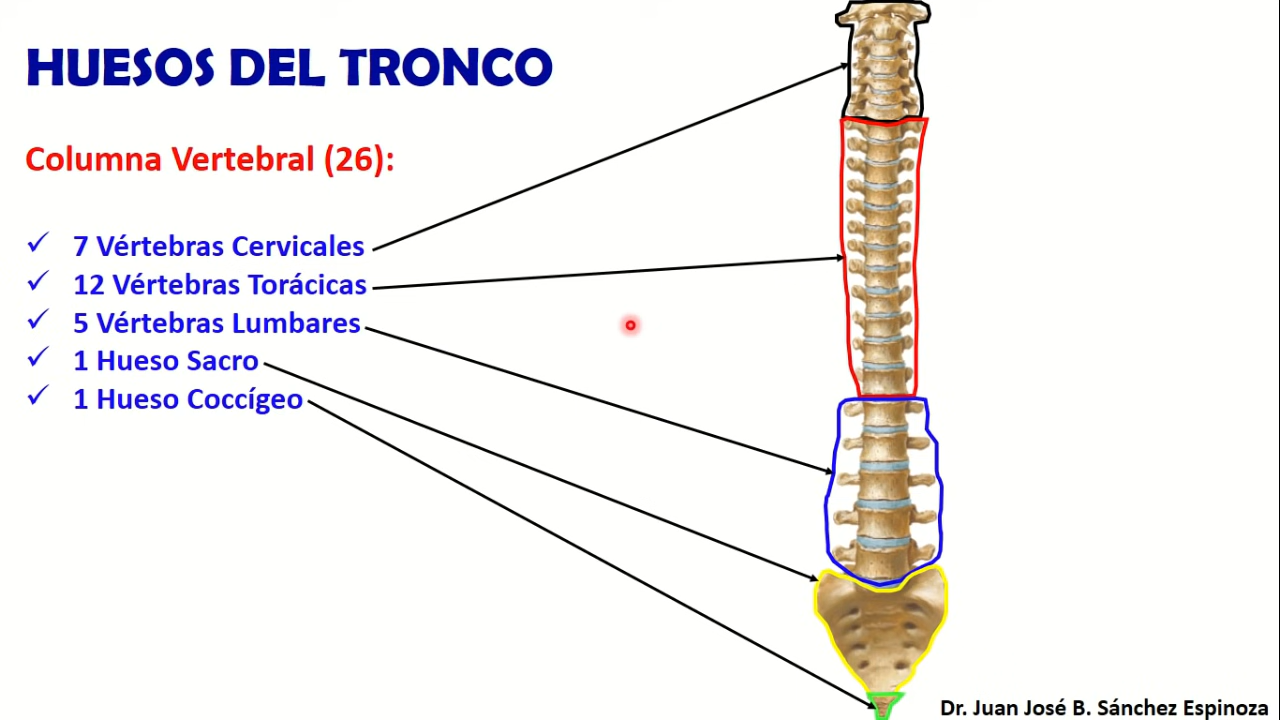 HUESOS DEL TRONCO
Columna Vertebral (26):
✓ 7 Vértebras Cervicales
✓ 12 Vértebras Torácicas
✓ 5 Vértebras Lumbares
✓ 1 Hueso Sacro
✓ 1 Hueso Coccígeo
Dr. Juan José B. Sánchez Espinoza